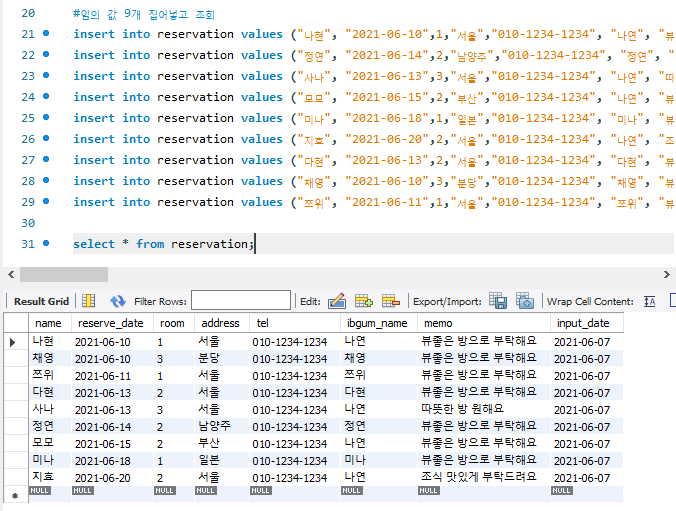 20 #임의 값 9개 집어넣고 조회
21 insert into reservation values ("나현", "2021-06-10",1,"서울","010-1234-1234", "나연", "뷰
22 insert into reservation values ("정연", "2021-06-14",2,"남양주","010-1234-1234", "정연", "
23 insert into reservation values ("사나", "2021-06-13",3,"서울","010-1234-1234", "나연", "따
24 insert into reservation values ("모모", "2021-06-15",2,"부산","010-1234-1234", "나연", "뷰
25 insert into reservation values ("미나", "2021-06-18",1,"일본","010-1234-1234", "미나", "뷰
26 insert into reservation values ("지효", "2021-06-20",2,"서울","010-1234-1234", "나연", "조
27 insert into reservation values ("다현", "2021-06-13",2,"서울","010-1234-1234", "다현", "뷰
28 insert into reservation values ("채영", "2021-06-10",3,"분당","010-1234-1234", "채영", "뷰
29 insert into reservation values ("쯔위", "2021-06-11",1,"서울","010-1234-1234", "쯔위", "뷰
30
31 select * from reservation;
Result Grid Filter Rows: Edit: Export/Import: Wrap Cell Content:
name reserve_date room address tel ibgum_name memo input_date
나현 2021-06-10 1 서울 010-1234-1234 나연 뷰좋은 방으로 부탁해요 2021-06-07
채영 2021-06-10 3 분당 010-1234-1234 채영 뷰좋은 방으로 부탁해요 2021-06-07
쯔위 2021-06-11 1 서울 010-1234-1234 쯔위 뷰좋은 방으로 부탁해요 2021-06-07
다현 2021-06-13 2 서울 010-1234-1234 다현 뷰좋은 방으로 부탁해요 2021-06-07
사나 2021-06-13 3 서울 010-1234-1234 나연 따뜻한 방 원해요 2021-06-07
정연 2021-06-14 2 남양주 010-1234-1234 정연 뷰좋은 방으로 부탁해요 2021-06-07
모모 2021-06-15 2 부산 010-1234-1234 나연 뷰좋은 방으로 부탁해요 2021-06-07
미나 2021-06-18 1 일본 010-1234-1234 미나 뷰좋은 방으로 부탁해요 2021-06-07
지효 2021-06-20 2 서울 010-1234-1234 나연 조식 맛있게 부탁드려요 2021-06-07
NULL NULL NULL NULL NULL NULL NULL NULL